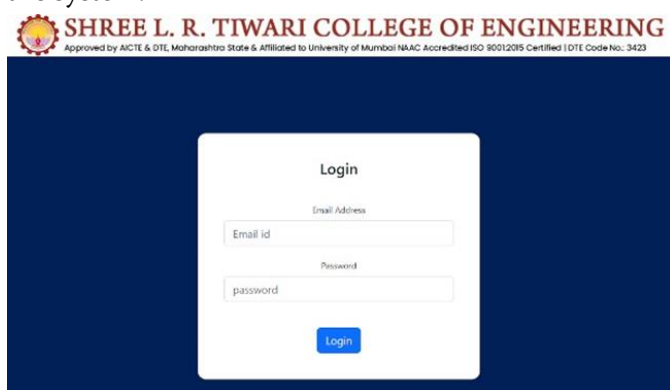 SHREE L. R. TIWARI COLLEGE OF ENGINEERING
Approved by AICTE & DTE, Maharashtra State & Affiliated to University of Mumbai NAAC Accredited ISO 9001:2015 Certified | DTE Code No.: 3423
Login
Email Address
Email id
Password
password
Login